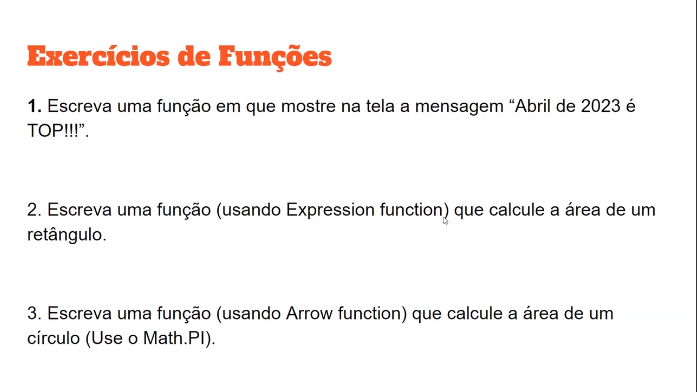 Exercícios de Funções
1. Escreva uma função em que mostre na tela a mensagem “Abril de 2023 é
TOP!!!”.
2. Escreva uma função (usando Expression function) que calcule a área de um
retângulo.
3. Escreva uma função (usando Arrow function) que calcule a área de um
círculo (Use o Math.PI).